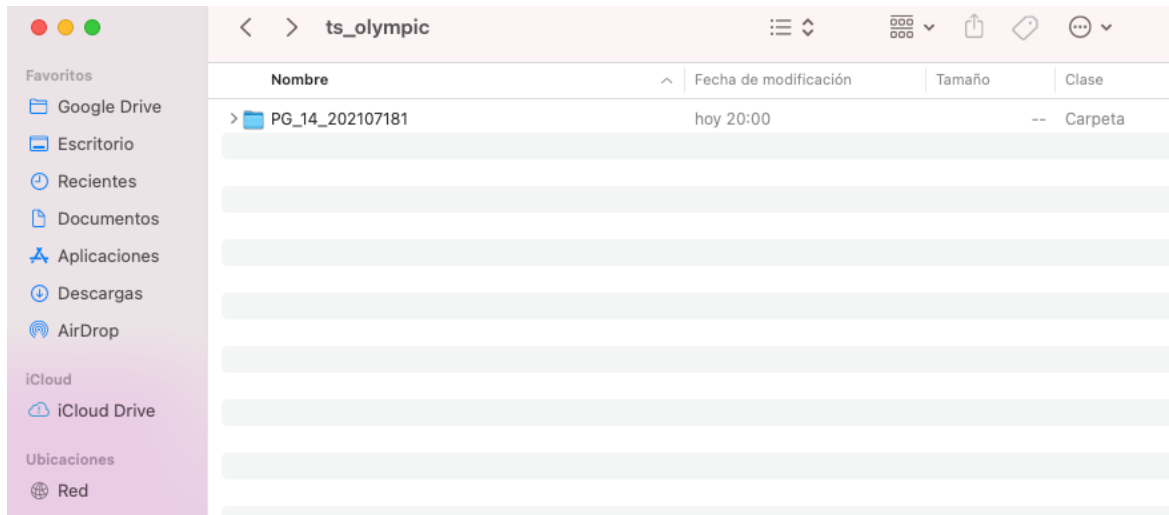 ts_olympic
Favoritos
Google Drive
Escritorio
Recientes
Documentos
Aplicaciones
Descargas
AirDrop
iCloud
iCloud Drive
Ubicaciones
Red
Nombre Fecha de modificación Tamaño Clase
PG_14_202107181 hoy 20:00 -- Carpeta